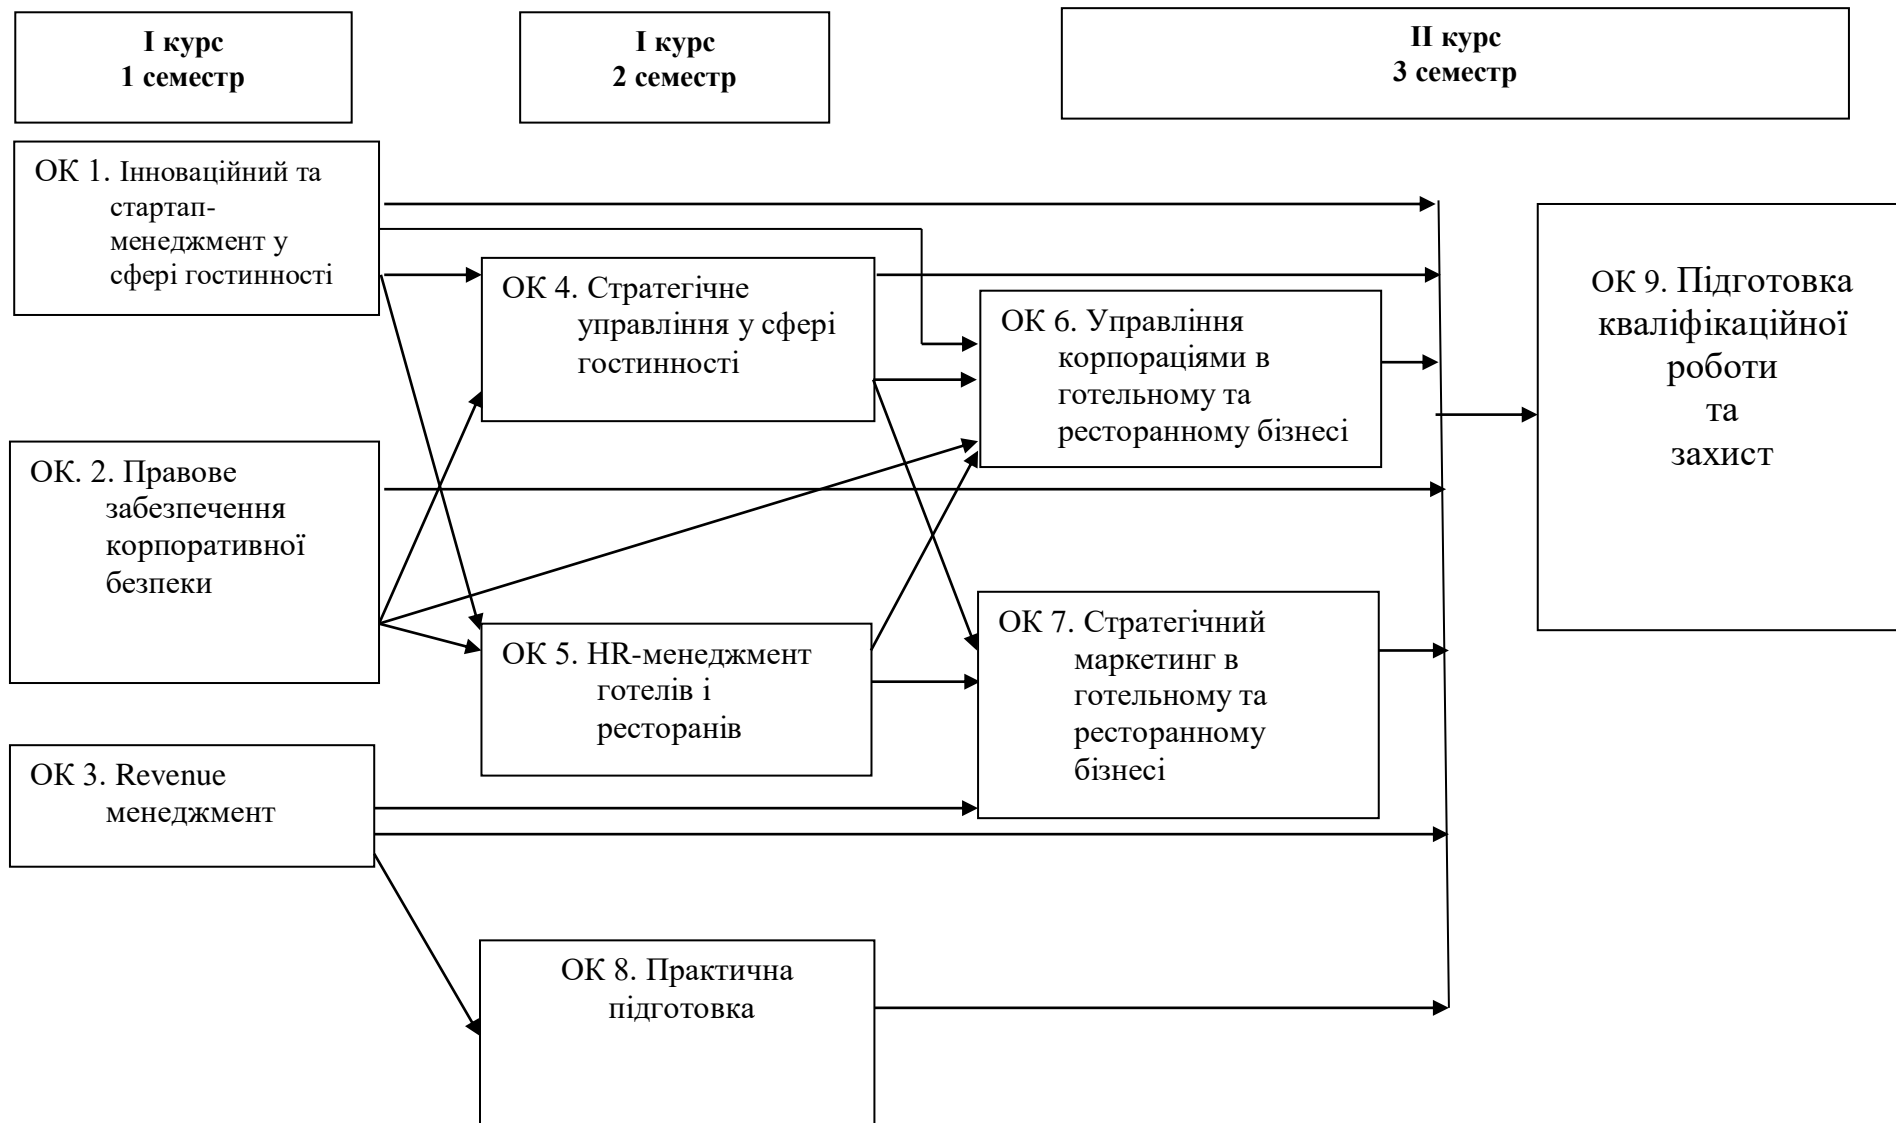 І курс
1 семестр
І курс
2 семестр
ІІ курс
3 семестр
ОК 1. Інноваційний та
стартап-
менеджмент у
сфері гостинності
ОК. 2. Правове
забезпечення
корпоративної
безпеки
ОК 3. Revenue
менеджмент
ОК 4. Стратегічне
управління у сфері
гостинності
ОК 5. HR-менеджмент
готелів і
ресторанів
ОК 8. Практична
підготовка
ОК 6. Управління
корпораціями в
готельному та
ресторанному бізнесі
ОК 7. Стратегічний
маркетинг в
готельному та
ресторанному
бізнесі
ОК 9. Підготовка
кваліфікаційної
роботи
та
захист